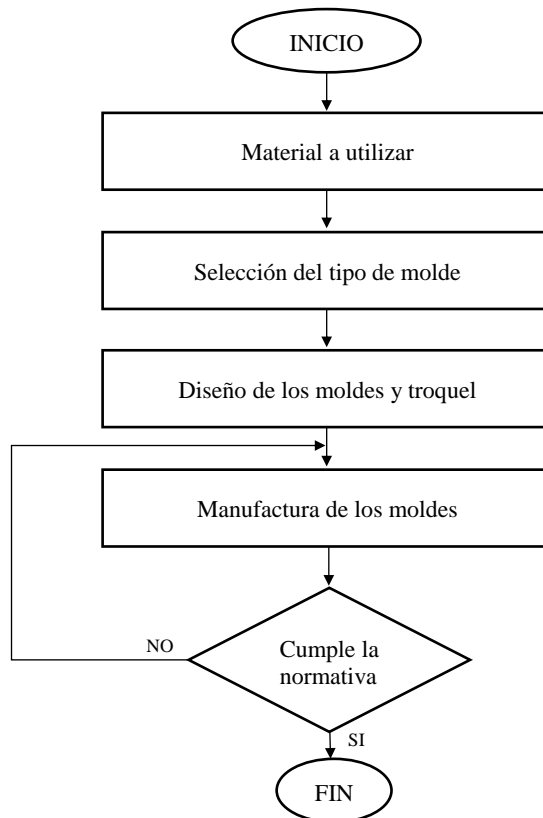 INICIO
Material a utilizar
Selección del tipo de molde
Diseño de los moldes y troquel
Manufactura de los moldes
NO
Cumple la
normativa
SI
FIN